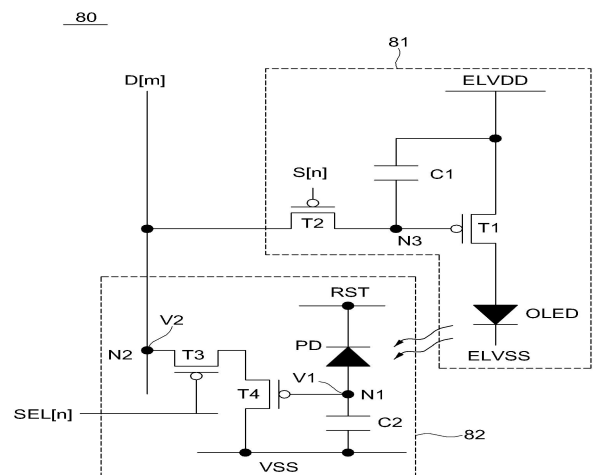 80
81
D[m]
ELVDD
C1
S[n]
T2
T1
N3
RST
OLED
V2
PD
ELVSS
N2
T3
V1
N1
T4
SEL[n]
C2
82
VSS